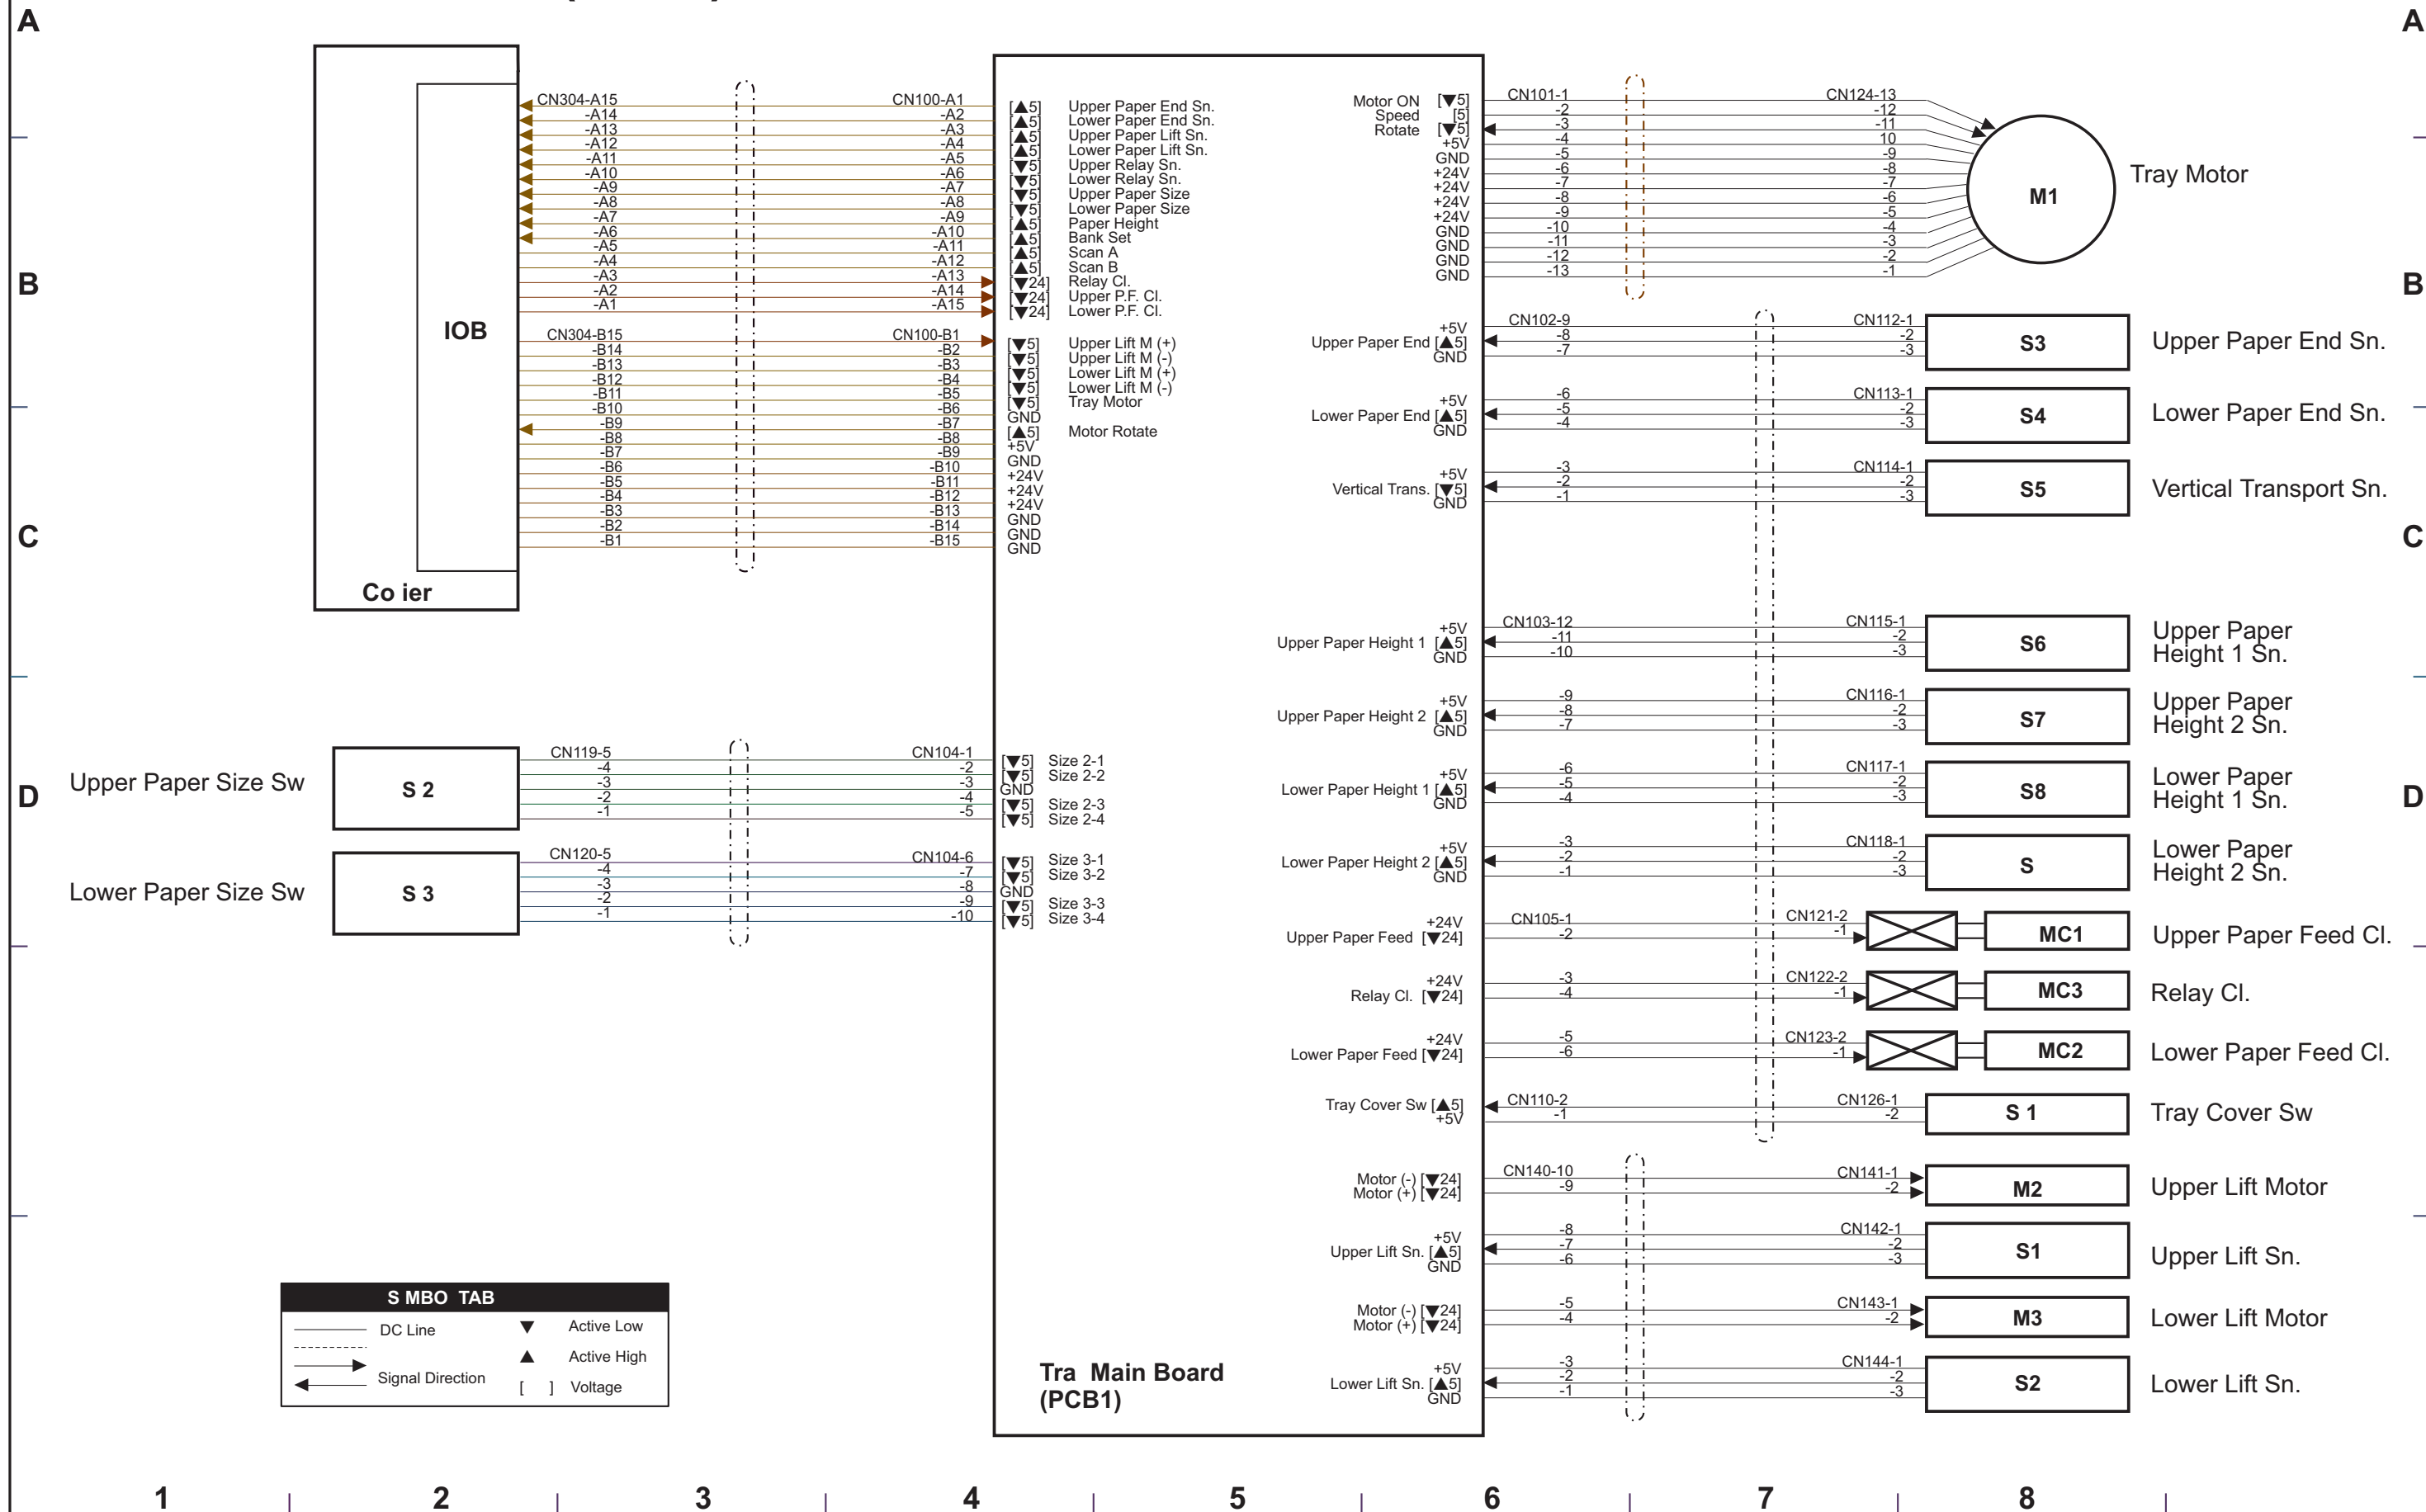 A A
CN304-A15 CN100-A1 [▲5] Upper Paper End Sn.
-A14 -A2 [▲5] Lower Paper End Sn.
-A13 -A3 [▲5] Upper Paper Lift Sn.
-A12 -A4 [▲5] Lower Paper Lift Sn.
-A11 -A5 [▼5] Upper Relay Sn.
-A10 -A6 [▼5] Lower Relay Sn.
-A9 -A7 [▼5] Upper Paper Size
-A8 -A8 [▼5] Lower Paper Size
-A7 -A9 [▲5] Paper Height
-A6 -A10 [▲5] Bank Set
-A5 -A11 [▲5] Scan A
-A4 -A12 [▲5] Scan B
-A3 -A13 [▼24] Relay Cl.
-A2 -A14 [▼24] Upper P.F. Cl.
-A1 -A15 [▼24] Lower P.F. Cl.
IOB
CN304-B15 CN100-B1 [▼5] Upper Lift M (+)
-B14 -B2 [▼5] Upper Lift M (-)
-B13 -B3 [▼5] Lower Lift M (+)
-B12 -B4 [▼5] Lower Lift M (-)
-B11 -B5 [▼5] Tray Motor
-B10 -B6 GND
-B9 -B7 [▲5] Motor Rotate
-B8 -B8 +5V
-B7 -B9 GND
-B6 -B10 +24V
-B5 -B11 +24V
-B4 -B12 +24V
-B3 -B13 GND
-B2 -B14 GND
-B1 -B15 GND
Co ier
Motor ON [▼5] CN101-1 CN124-13
Speed [5] -2 -12
Rotate [▼5] -3 -11
+5V -4 10
GND -5 -9
+24V -6 -8
+24V -7 -7
+24V -8 -6
+24V -9 -5
GND -10 -4
GND -11 -3
GND -12 -2
GND -13 -1
M1 Tray Motor
B B
+5V CN102-9 CN112-1
Upper Paper End [▲5] -8 -2 S3 Upper Paper End Sn.
GND -7 -3
+5V -6 CN113-1
Lower Paper End [▲5] -5 -2 S4 Lower Paper End Sn.
GND -4 -3
+5V -3 CN114-1
Vertical Trans. [▼5] -2 -2 S5 Vertical Transport Sn.
GND -1 -3
C C
+5V CN103-12 CN115-1
Upper Paper Height 1 [▲5] -11 -2 S6 Upper Paper
GND -10 -3 Height 1 Sn.
+5V -9 CN116-1
Upper Paper Height 2 [▲5] -8 -2 S7 Upper Paper
GND -7 -3 Height 2 Sn.
Upper Paper Size Sw S 2
CN119-5 CN104-1 [▼5] Size 2-1
-4 -2 [▼5] Size 2-2
-3 -3 GND
-2 -4 [▼5] Size 2-3
-1 -5 [▼5] Size 2-4
D D
+5V -6 CN117-1
Lower Paper Height 1 [▲5] -5 -2 S8 Lower Paper
GND -4 -3 Height 1 Sn.
Lower Paper Size Sw S 3
CN120-5 CN104-6 [▼5] Size 3-1
-4 -7 [▼5] Size 3-2
-3 -8 GND
-2 -9 [▼5] Size 3-3
-1 -10 [▼5] Size 3-4
+5V -3 CN118-1
Lower Paper Height 2 [▲5] -2 -2 S Lower Paper
GND -1 -3 Height 2 Sn.
+24V CN105-1 CN121-2
Upper Paper Feed [▼24] -2 -1 MC1 Upper Paper Feed Cl.
+24V -3 CN122-2
Relay Cl. [▼24] -4 -1 MC3 Relay Cl.
+24V -5 CN123-2
Lower Paper Feed [▼24] -6 -1 MC2 Lower Paper Feed Cl.
Tray Cover Sw [▲5] CN110-2 CN126-1 S 1 Tray Cover Sw
+5V -1 -2
Motor (-) [▼24] CN140-10 CN141-1 M2 Upper Lift Motor
Motor (+) [▼24] -9 -2
+5V -8 CN142-1
Upper Lift Sn. [▲5] -7 -2 S1 Upper Lift Sn.
GND -6 -3
Motor (-) [▼24] -5 CN143-1 M3 Lower Lift Motor
Motor (+) [▼24] -4 -2
+5V -3 CN144-1
Lower Lift Sn. [▲5] -2 -2 S2 Lower Lift Sn.
GND -1 -3
S MBO TAB
DC Line ▼ Active Low
▲ Active High
Signal Direction [ ] Voltage
Tra Main Board
(PCB1)
1 2 3 4 5 6 7 8